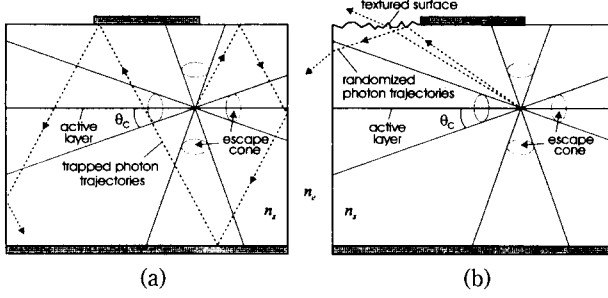 θC
active
layer
trapped photon
trajectories
escape
cone
ns
(a)
textured surface
randomized
photon trajectories
θC
active
layer
escape
cone
ne
ns
(b)